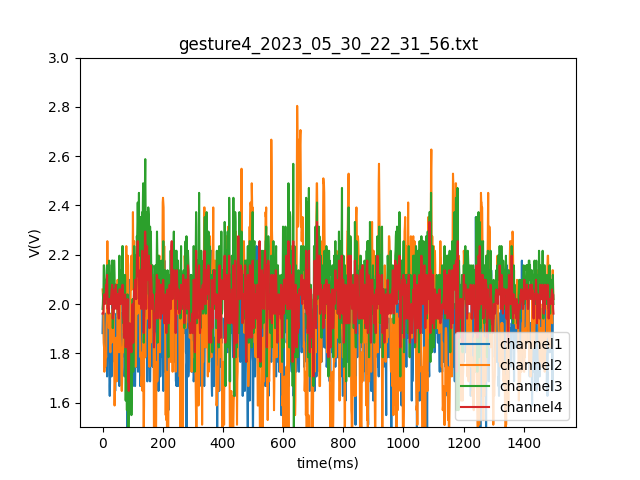 gesture4_2023_05_30_22_31_56.txt
3.0
2.8
2.6
2.4
2.2
2.0
1.8
1.6
V(V)
channel1
channel2
channel3
channel4
0 200 400 600 800 1000 1200 1400
time(ms)